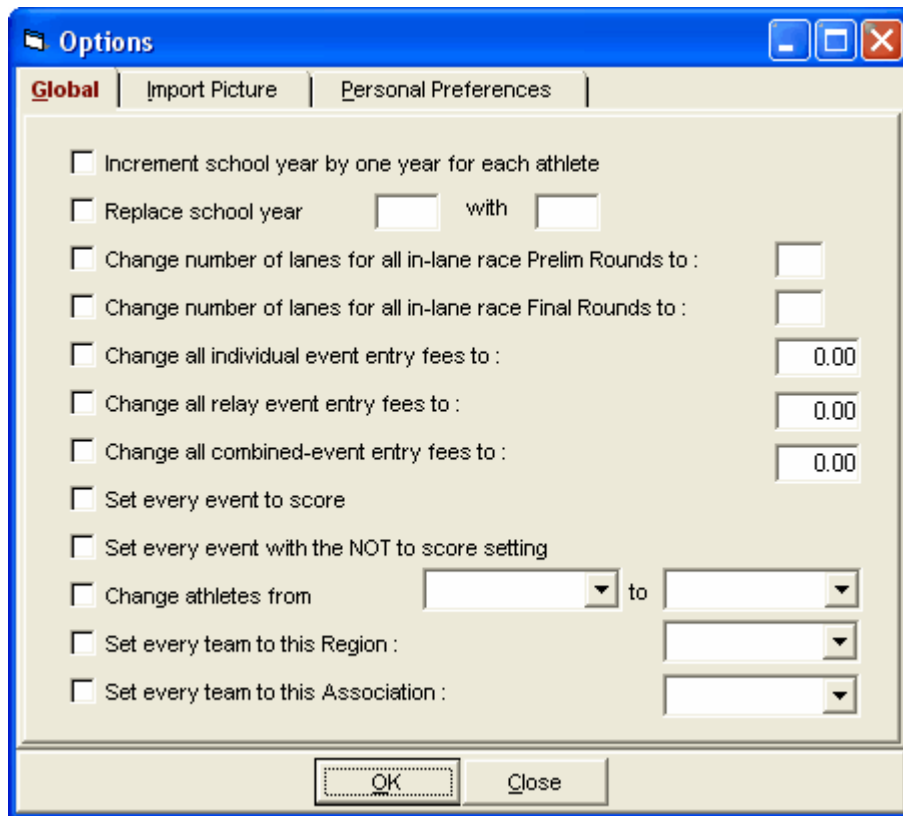 Options
Global Import Picture Personal Preferences
Increment school year by one year for each athlete
Replace school year with
Change number of lanes for all in-lane race Prelim Rounds to :
Change number of lanes for all in-lane race Final Rounds to :
Change all individual event entry fees to : 0.00
Change all relay event entry fees to : 0.00
Change all combined-event entry fees to : 0.00
Set every event to score
Set every event with the NOT to score setting
Change athletes from to
Set every team to this Region :
Set every team to this Association :
OK Close